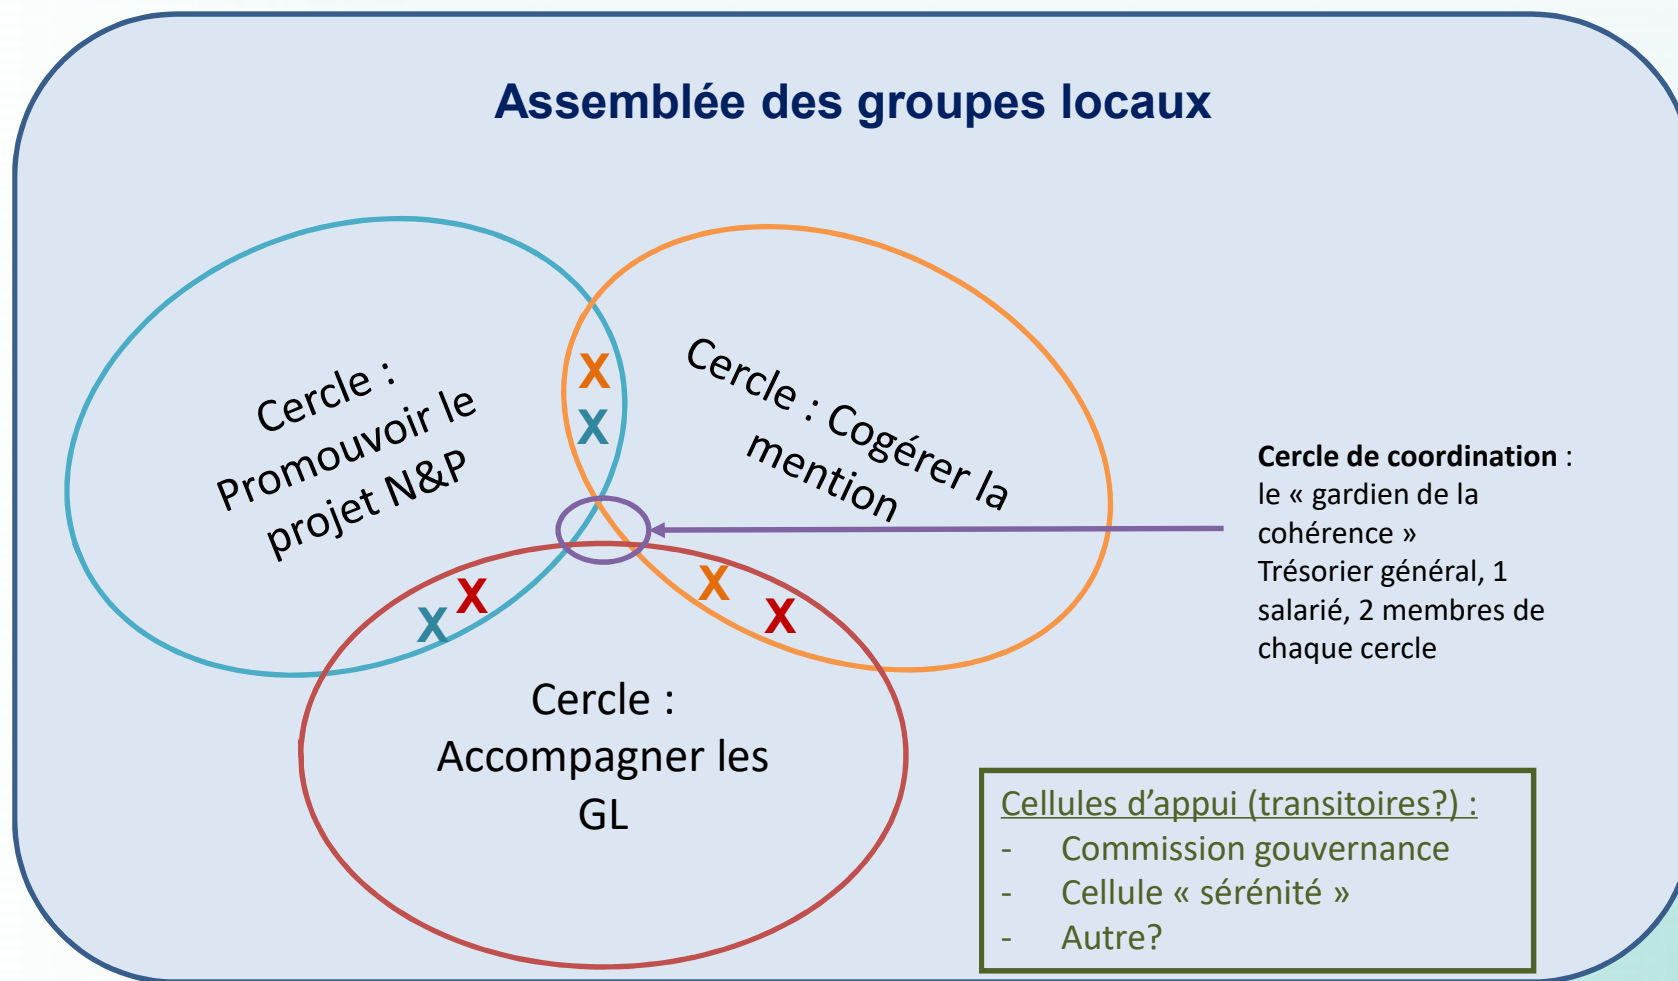 Assemblée des groupes locaux
Cercle :
Promouvoir le
projet N&P
X
X
Cercle : Cogérer la
mention
Cercle de coordination :
le « gardien de la
cohérence »
Trésorier général, 1
salarié, 2 membres de
chaque cercle
X
X
X
X
Cercle :
Accompagner les
GL
Cellules d’appui (transitoires?) :
- Commission gouvernance
- Cellule « sérénité »
- Autre?